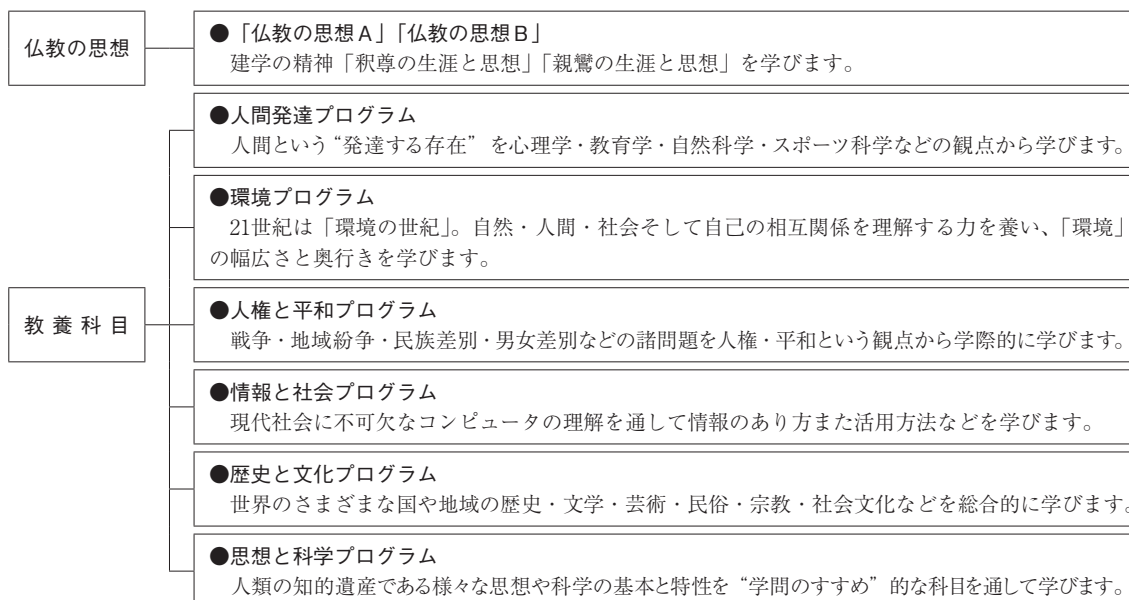 仏教の思想
●「仏教の思想A」「仏教の思想B」
建学の精神「釈尊の生涯と思想」「親鸞の生涯と思想」を学びます。
教養科目
●人間発達プログラム
人間という“発達する存在”を心理学・教育学・自然科学・スポーツ科学などの観点から学びます。
●環境プログラム
21世紀は「環境の世紀」。自然・人間・社会そして自己の相互関係を理解する力を養い、「環境」
の幅広さと奥行きを学びます。
●人権と平和プログラム
戦争・地域紛争・民族差別・男女差別などの諸問題を人権・平和という観点から学際的に学びます。
●情報と社会プログラム
現代社会に不可欠なコンピュータの理解を通して情報のあり方また活用方法などを学びます。
●歴史と文化プログラム
世界のさまざまな国や地域の歴史・文学・芸術・民俗・宗教・社会文化などを総合的に学びます。
●思想と科学プログラム
人類の知的遺産である様々な思想や科学の基本と特性を“学問のすすめ”的な科目を通して学びます。